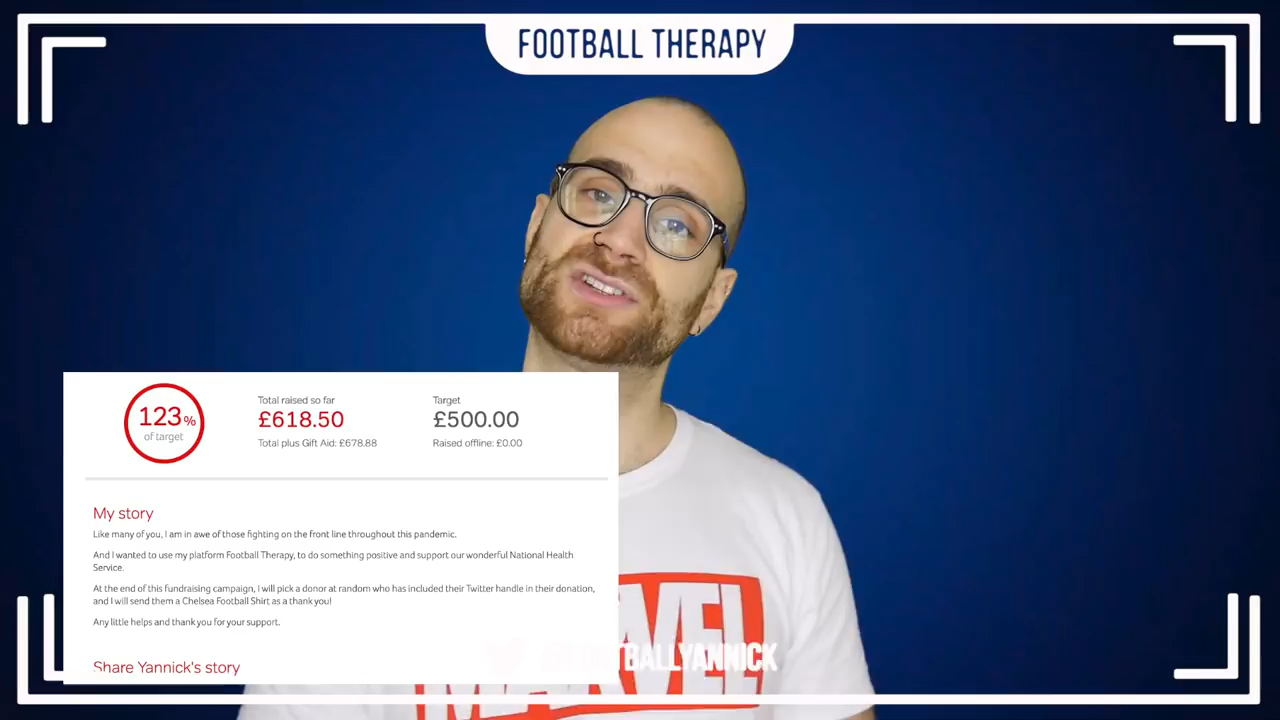 FOOTBALL THERAPY
123%
of target
Total raised so far
£618.50
Total plus Gift Aid: £678.88
Target
£500.00
Raised offline: £0.00
My story
Like many of you, I am in awe of those fighting on the front line throughout this pandemic.
And I wanted to use my platform Football Therapy, to do something positive and support our wonderful National Health
Service.
At the end of this fundraising campaign, I will pick a donor at random who has included their Twitter handle in their donation,
and I will send them a Chelsea Football Shirt as a thank you!
Any little helps and thank you for your support.
Share Yannick's story